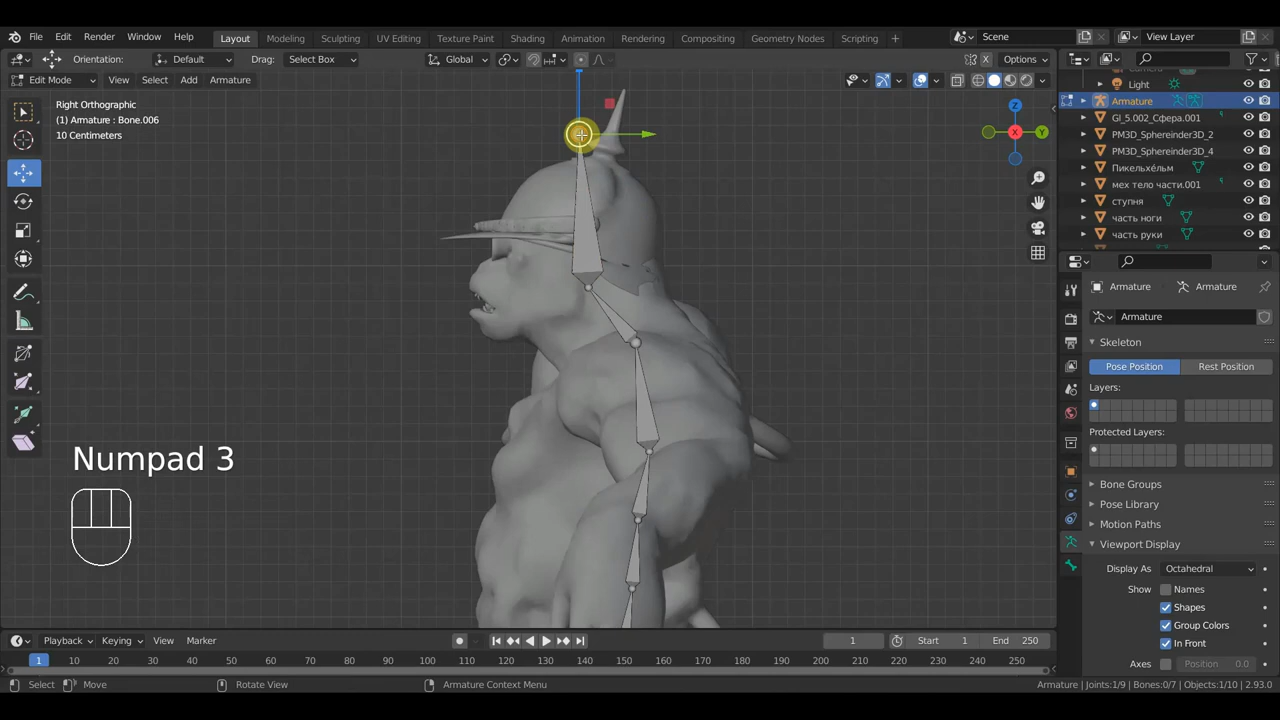 File Edit Render Window Help Layout Modeling Sculpting UV Editing Texture Paint Shading Animation Rendering Compositing Geometry Nodes Scripting + Scene View Layer
Orientation: Default Drag: Select Box Global Options
Edit Mode View Select Add Armature
Right Orthographic
(1) Armature : Bone.006
10 Centimeters
X
Y
Z
Numpad 3
Light
Armature
GI_5.002_Сфера.001
PM3D_Sphereinder3D_2
PM3D_Sphereinder3D_4
Пикельхе́льм
мех тело части.001
ступня
часть ноги
часть руки
Armature Armature
Armature
Skeleton
Pose Position Rest Position
Layers:
Protected Layers:
Bone Groups
Pose Library
Motion Paths
Viewport Display
Display As Octahedral
Show Names
Shapes
Group Colors
In Front
Axes Position 0.0
Playback Keying View Marker 1 Start 1 End 250
1 10 20 30 40 50 60 70 80 90 100 110 120 130 140 150 160 170 180 190 200 210 220 230 240 250
Select Move Rotate View Armature Context Menu Armature | Joints:1/9 | Bones:0/7 | Objects:1/10 | 2.93.0